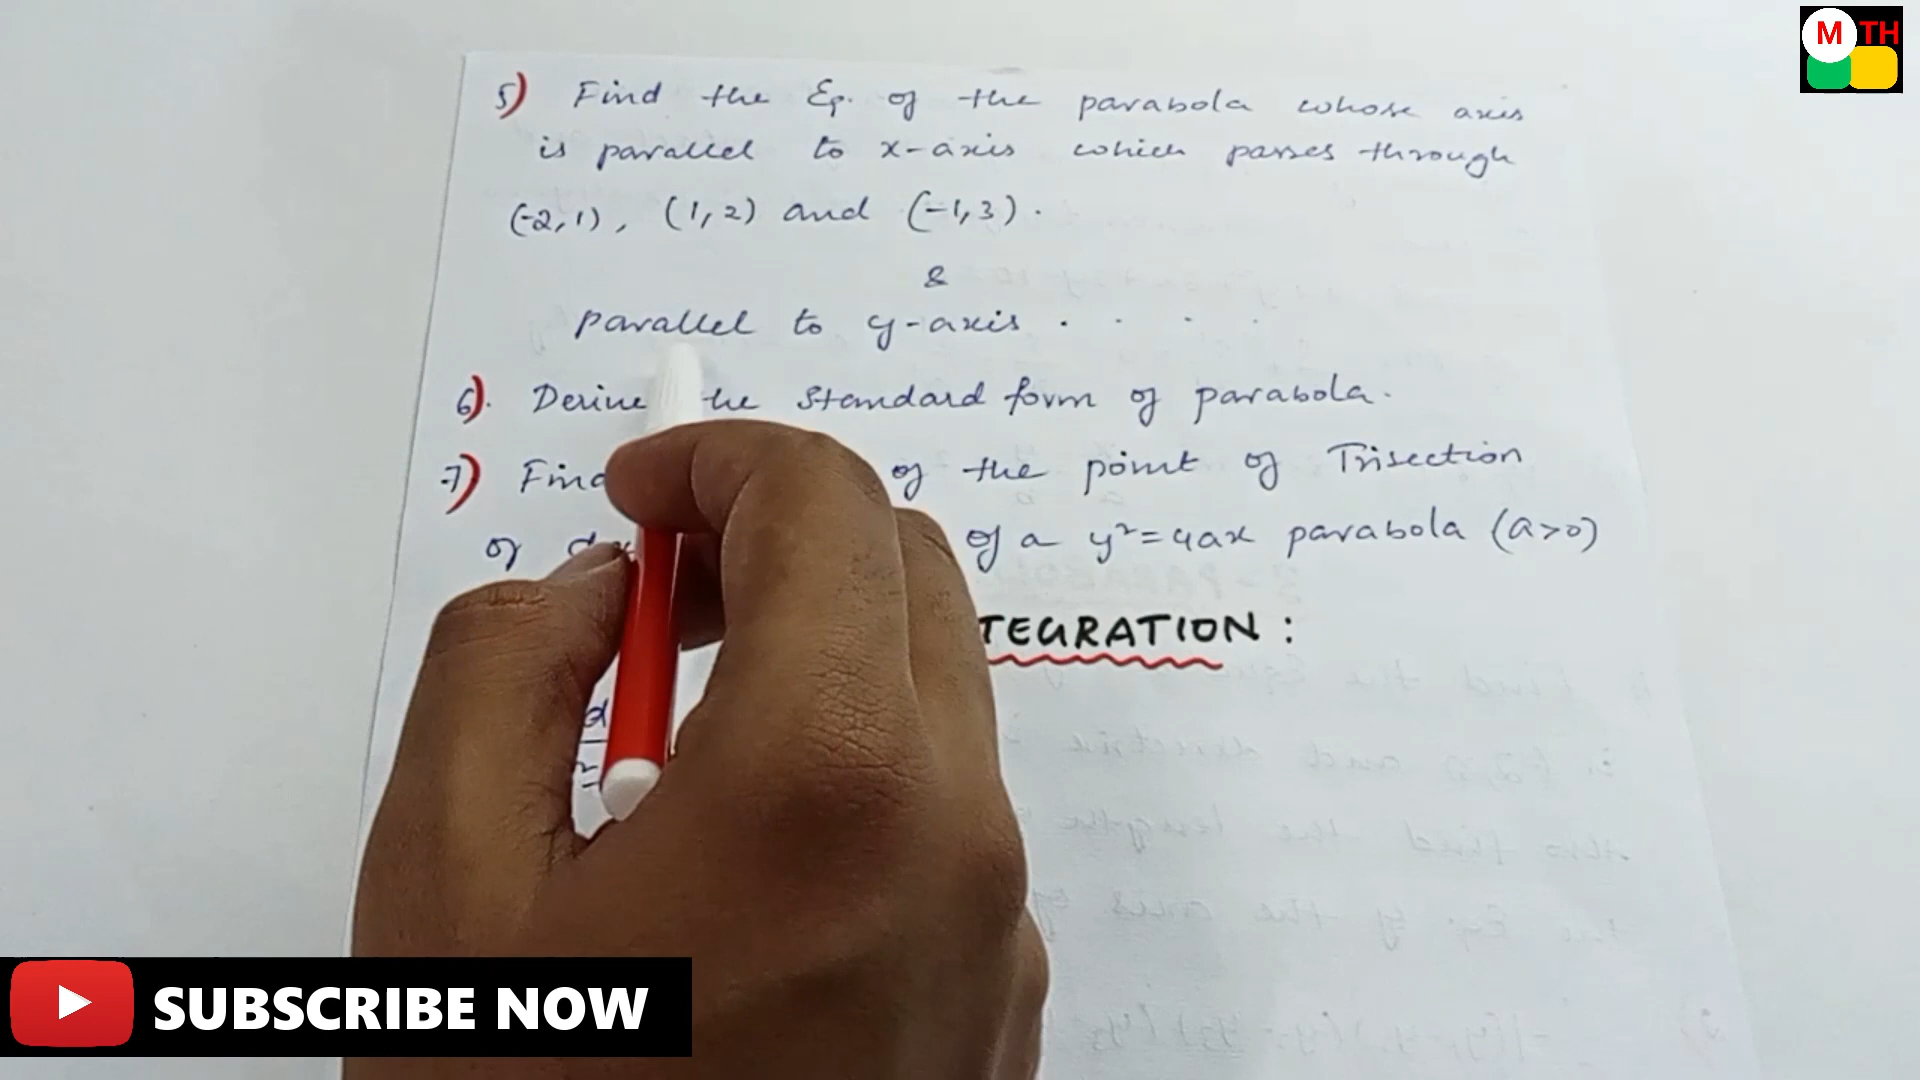 M TH
5) Find the Eq. of the parabola whose axis
is parallel to x-axis which passes through
(-2,1), (1,2) and (-1,3).
&
parallel to y-axis . . . .
6). Derive the Standard form of parabola.
7) Find of the point of Trisection
of of a y²=4ax parabola (a>0)
TEGRATION:
SUBSCRIBE NOW